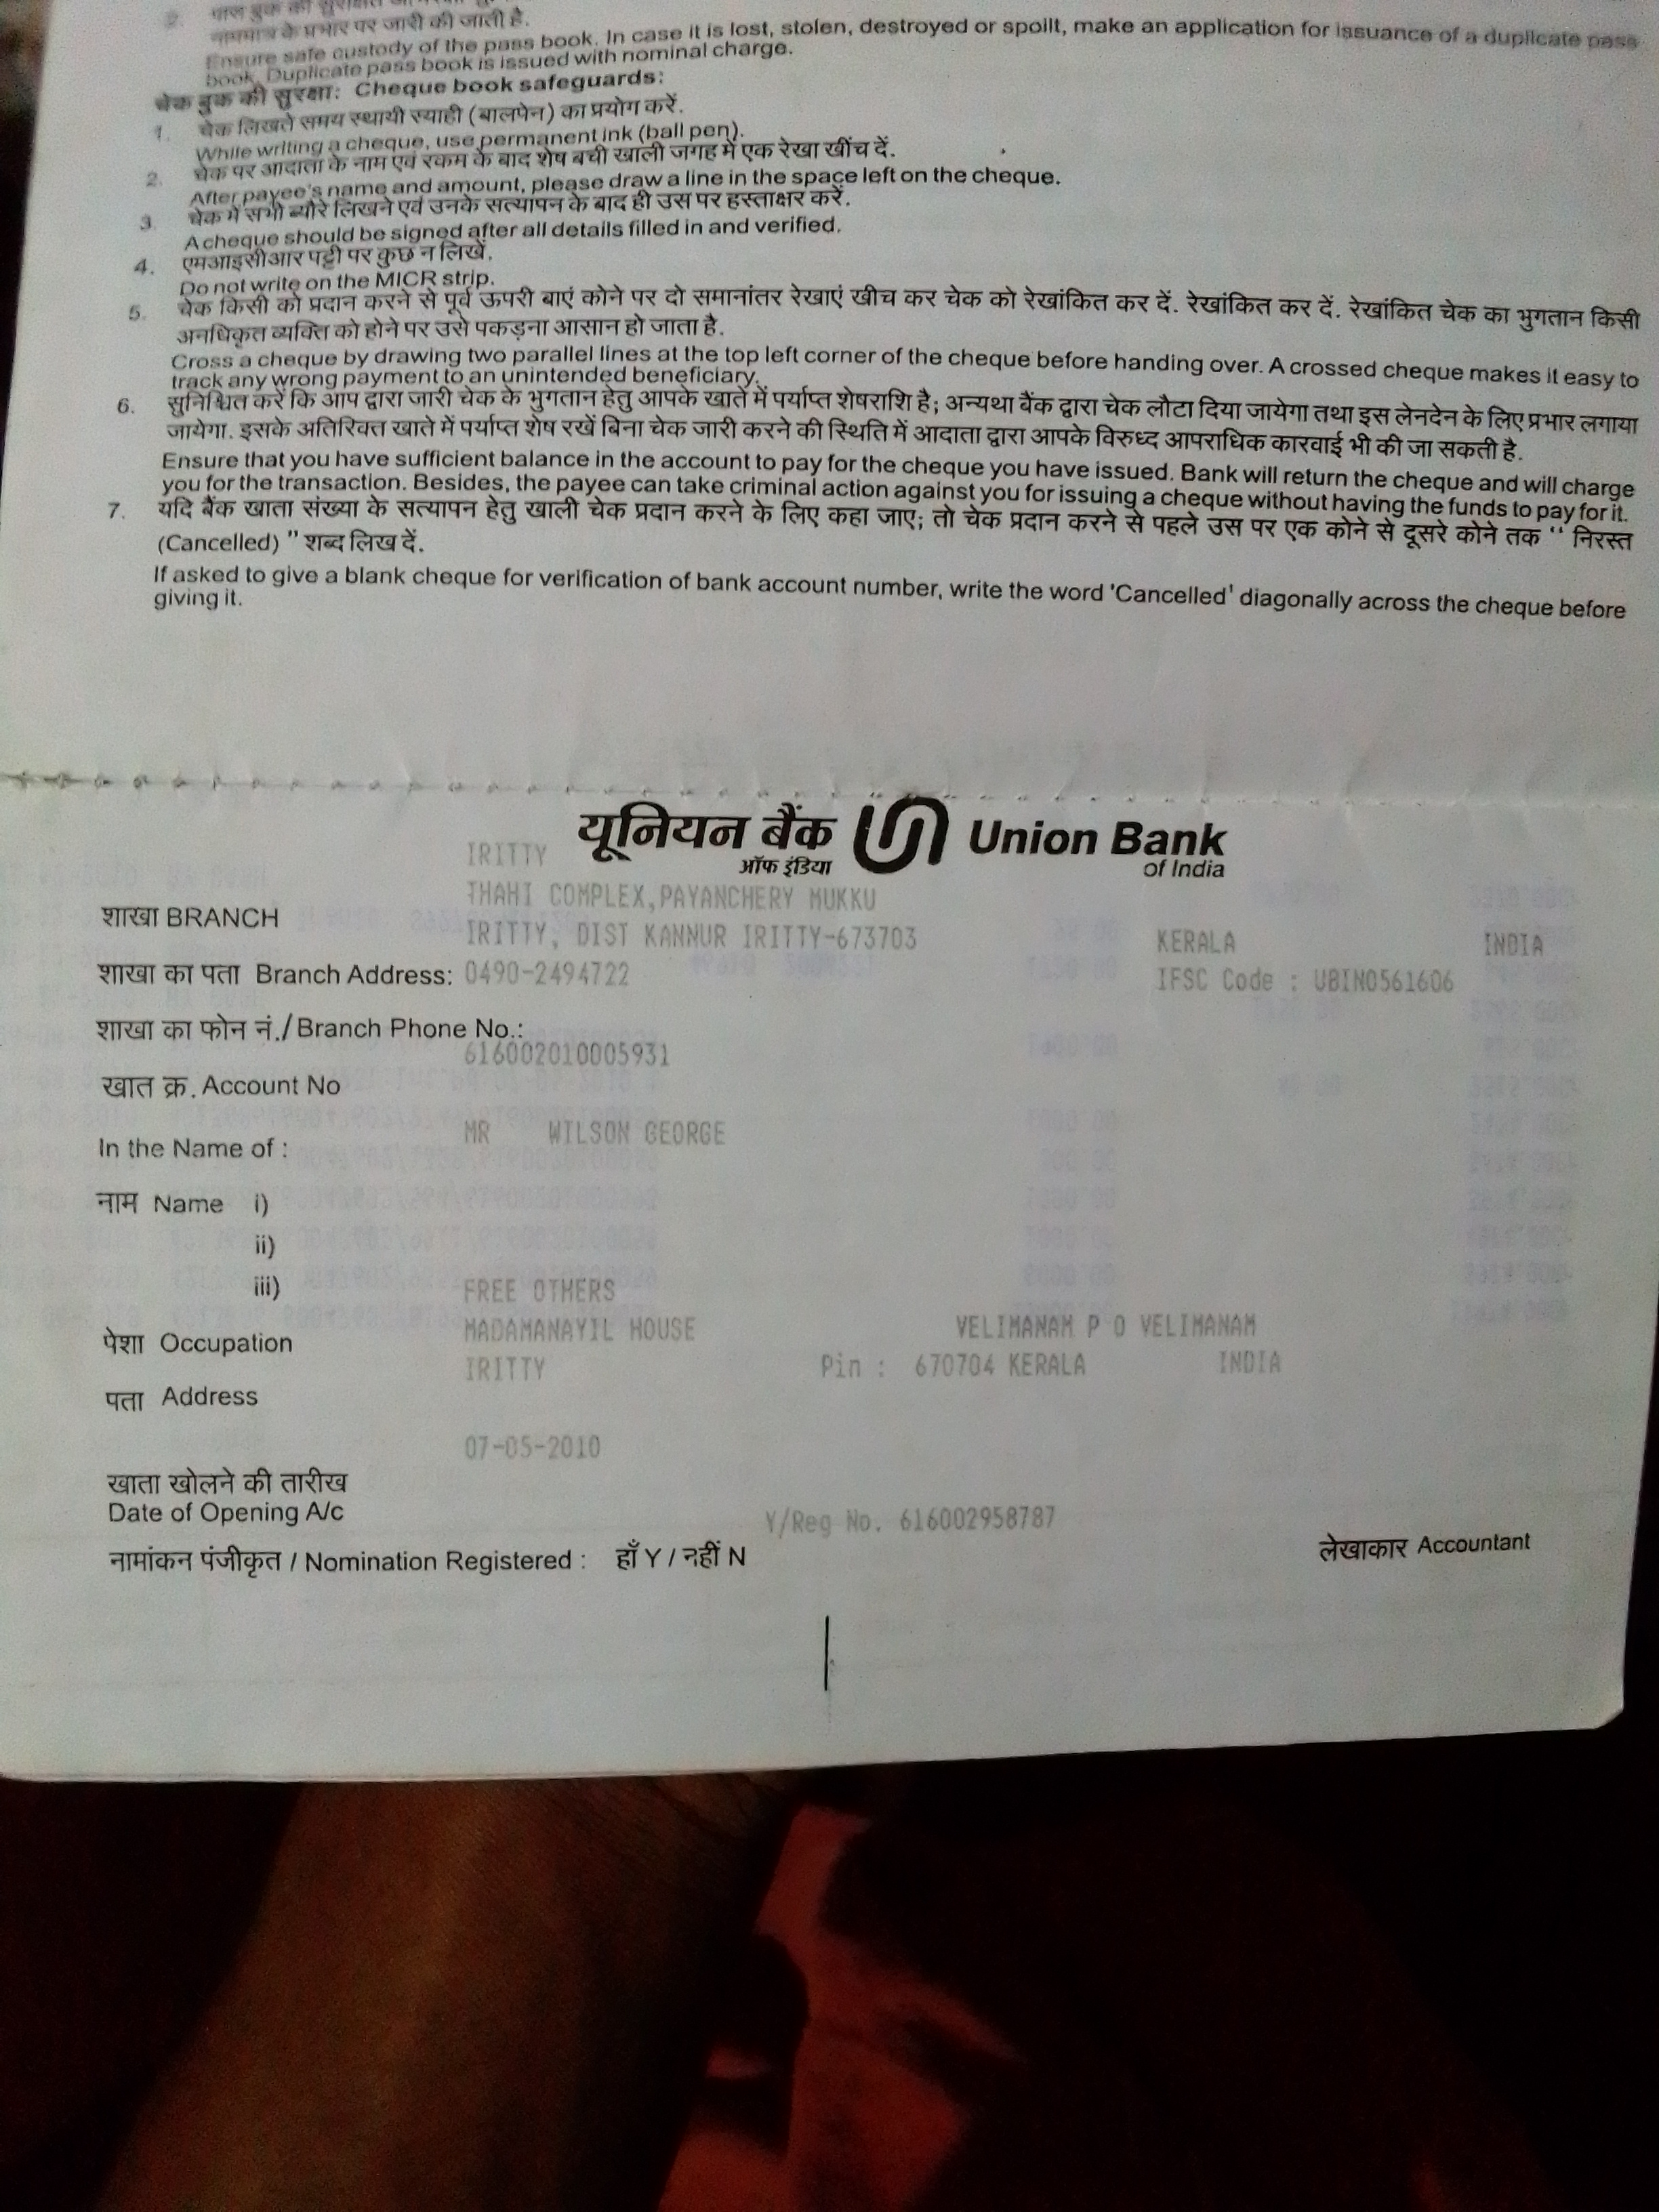 2. पास बुक की सुरक्षित
नाममात्र के प्रभार पर जारी की जाती है.
Ensure safe custody of the pass book. In case it is lost, stolen, destroyed or spoilt, make an application for issuance of a duplicate pass
book. Duplicate pass book is issued with nominal charge.
चेक बुक की सुरक्षा: Cheque book safeguards:
1. चेक लिखते समय स्थायी स्याही (बालपेन) का प्रयोग करें.
While writing a cheque, use permanent ink (ball pen).
2. चेक पर आदाता के नाम एवं रकम के बाद शेष बची खाली जगह में एक रेखा खींच दें.
After payee's name and amount, please draw a line in the space left on the cheque.
3. चेक में सभी ब्यौरे लिखने एवं उनके सत्यापन के बाद ही उस पर हस्ताक्षर करें.
A cheque should be signed after all details filled in and verified.
4. एमआइसीआर पट्टी पर कुछ न लिखें.
Do not write on the MICR strip.
5. चेक किसी को प्रदान करने से पूर्व ऊपरी बाएं कोने पर दो समानांतर रेखाएं खीच कर चेक को रेखांकित कर दें. रेखांकित कर दें. रेखांकित चेक का भुगतान किसी
अनधिकृत व्यक्ति को होने पर उसे पकड़ना आसान हो जाता है.
Cross a cheque by drawing two parallel lines at the top left corner of the cheque before handing over. A crossed cheque makes it easy to
track any wrong payment to an unintended beneficiary.
6. सुनिश्चित करें कि आप द्वारा जारी चेक के भुगतान हेतु आपके खाते में पर्याप्त शेषराशि है; अन्यथा बैंक द्वारा चेक लौटा दिया जायेगा तथा इस लेनदेन के लिए प्रभार लगाया
जायेगा. इसके अतिरिक्त खाते में पर्याप्त शेष रखें बिना चेक जारी करने की स्थिति में आदाता द्वारा आपके विरुध्द आपराधिक कारवाई भी की जा सकती है.
Ensure that you have sufficient balance in the account to pay for the cheque you have issued. Bank will return the cheque and will charge
you for the transaction. Besides, the payee can take criminal action against you for issuing a cheque without having the funds to pay for it.
7. यदि बैंक खाता संख्या के सत्यापन हेतु खाली चेक प्रदान करने के लिए कहा जाए; तो चेक प्रदान करने से पहले उस पर एक कोने से दूसरे कोने तक “ निरस्त
(Cancelled) ” शब्द लिख दें.
If asked to give a blank cheque for verification of bank account number, write the word 'Cancelled' diagonally across the cheque before
giving it.
यूनियन बैंक Union Bank
ऑफ इंडिया of India
IRITTY
THAHI COMPLEX,PAYANCHERY MUKKU
शाखा BRANCH
IRITTY, DIST KANNUR IRITTY-673703 KERALA INDIA
शाखा का पता Branch Address: 0490-2494722 IFSC Code : UBIN0561606
शाखा का फोन नं./ Branch Phone No.:
616002010005931
खात क्र. Account No
MR WILSON GEORGE
In the Name of :
नाम Name i)
ii)
iii)
FREE OTHERS
MADAMANAYIL HOUSE VELIMANAM P O VELIMANAM
पेशा Occupation
IRITTY Pin : 670704 KERALA INDIA
पता Address
07-05-2010
खाता खोलने की तारीख
Date of Opening A/c
Y/Reg No. 616002958787
नामांकन पंजीकृत / Nomination Registered : हाँ Y / नहीं N
लेखाकार Accountant